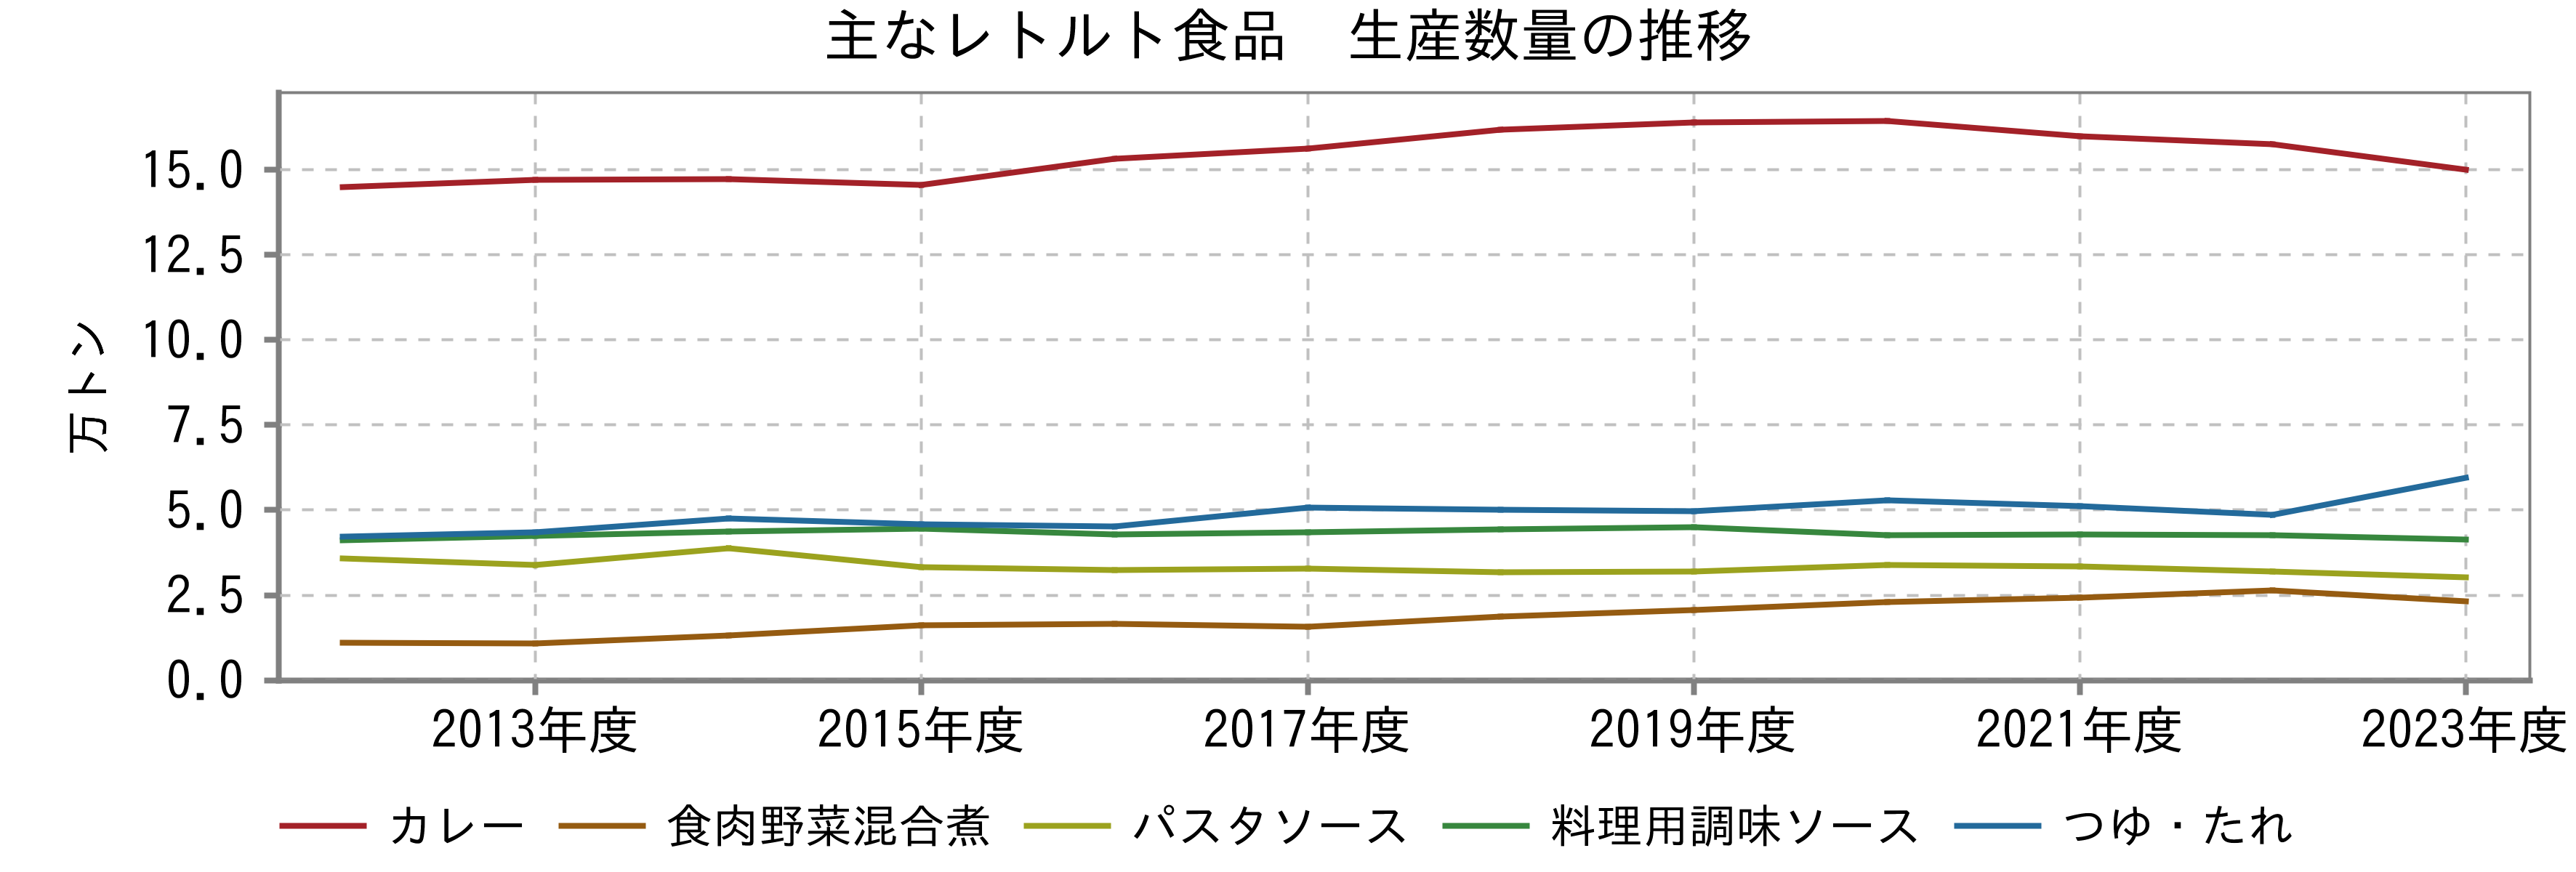 主なレトルト食品　生産数量の推移
万トン
15.0
12.5
10.0
7.5
5.0
2.5
0.0
2013年度 2015年度 2017年度 2019年度 2021年度 2023年度
カレー 食肉野菜混合煮 パスタソース 料理用調味ソース つゆ・たれ